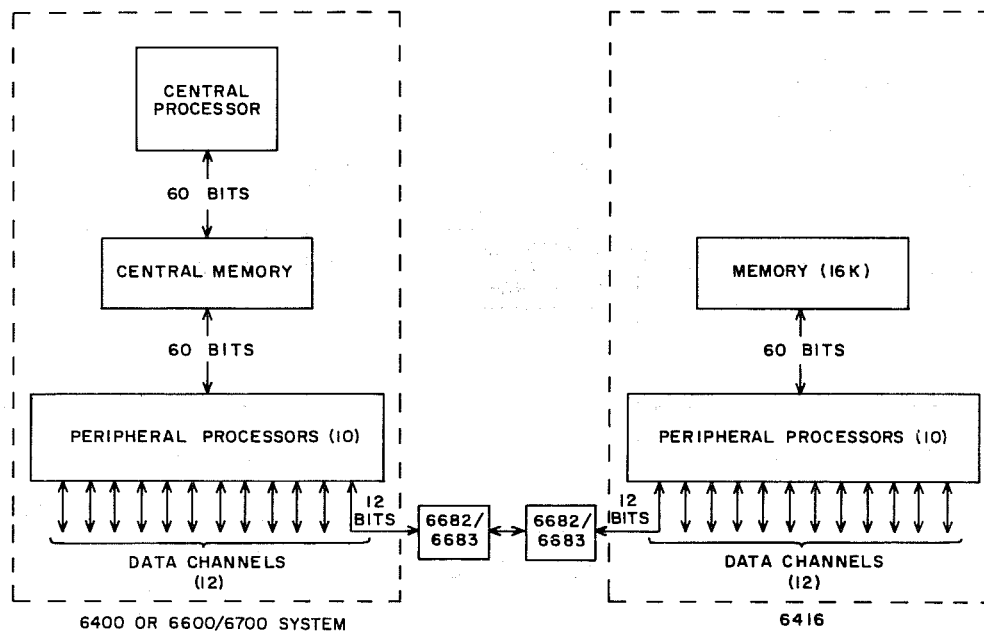 CENTRAL
PROCESSOR
60 BITS
CENTRAL MEMORY
60 BITS
PERIPHERAL PROCESSORS (10)
12
BITS
DATA CHANNELS
(12)
6400 OR 6600/6700 SYSTEM
6682/
6683
6682/
6683
MEMORY (16K)
60 BITS
PERIPHERAL PROCESSORS (10)
12
BITS
DATA CHANNELS
(12)
6416